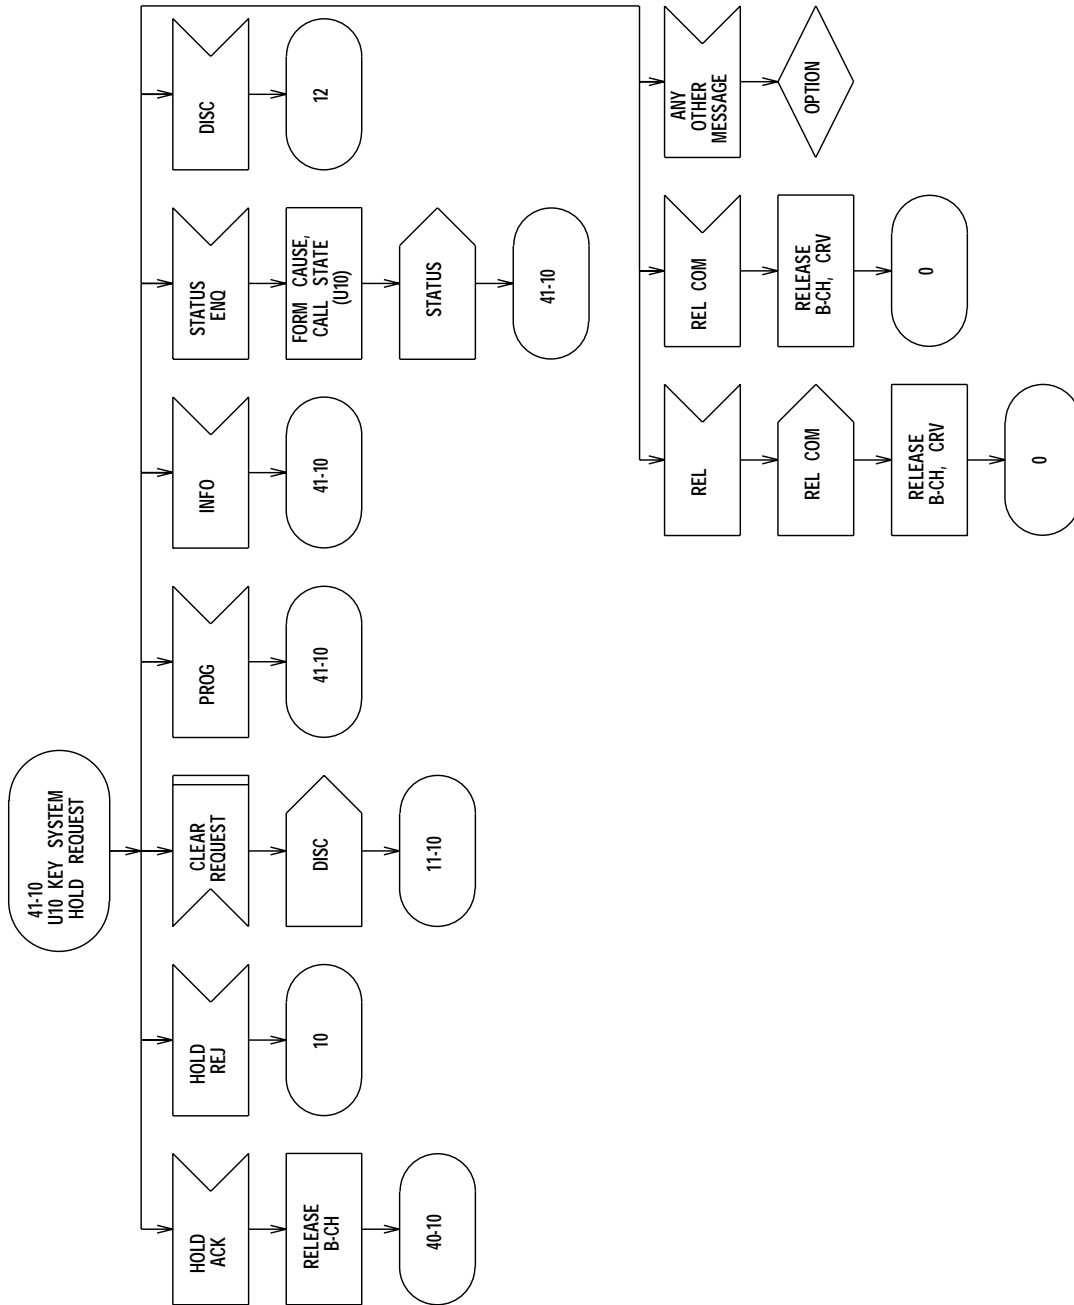 41-10
U10 KEY SYSTEM
HOLD REQUEST
HOLD
ACK
RELEASE
B-CH
40-10
HOLD
REJ
10
CLEAR
REQUEST
DISC
11-10
PROG
41-10
INFO
41-10
STATUS
ENQ
FORM CAUSE,
CALL STATE
(U10)
STATUS
41-10
DISC
12
REL
REL COM
RELEASE
B-CH, CRV
0
REL COM
RELEASE
B-CH, CRV
0
ANY
OTHER
MESSAGE
OPTION